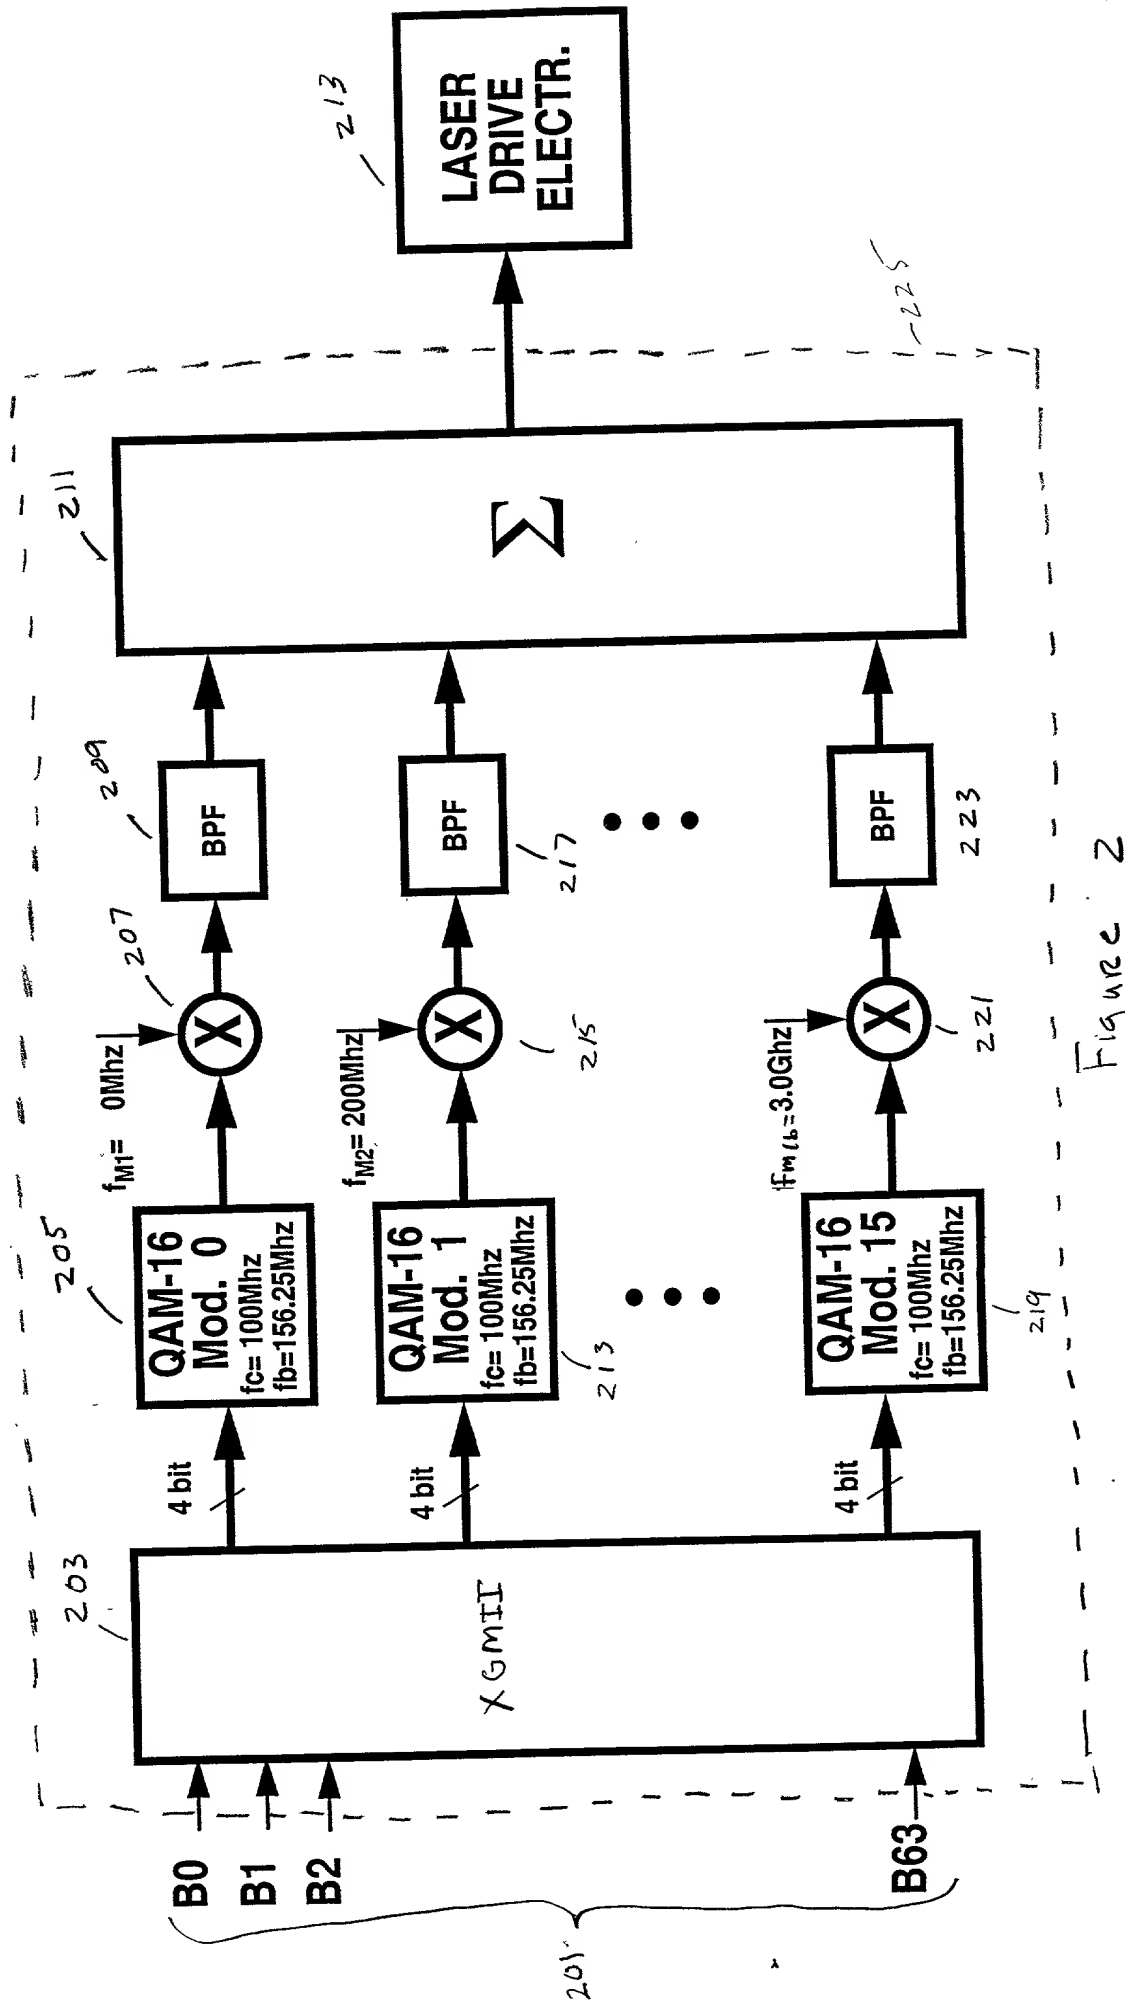 B0
B1
B2
B63
201
203
XGMII
4 bit
4 bit
4 bit
205
QAM-16
Mod. 0
fc= 100Mhz
fb=156.25Mhz
QAM-16
Mod. 1
fc= 100Mhz
fb=156.25Mhz
213
QAM-16
Mod. 15
fc= 100Mhz
fb=156.25Mhz
219
fM1= 0Mhz
207
X
fM2= 200Mhz
X
215
fm16=3.0Ghz
X
221
209
BPF
BPF
217
BPF
223
211
Σ
225
213
LASER
DRIVE
ELECTR.
Figure 2